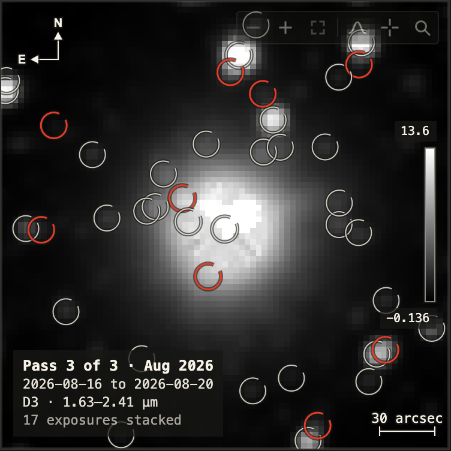 N
E
13.6
−0.136
Pass 3 of 3 · Aug 2026
2026–08–16 to 2026–08–20
D3 · 1.63–2.41 µm
17 exposures stacked
30 arcsec